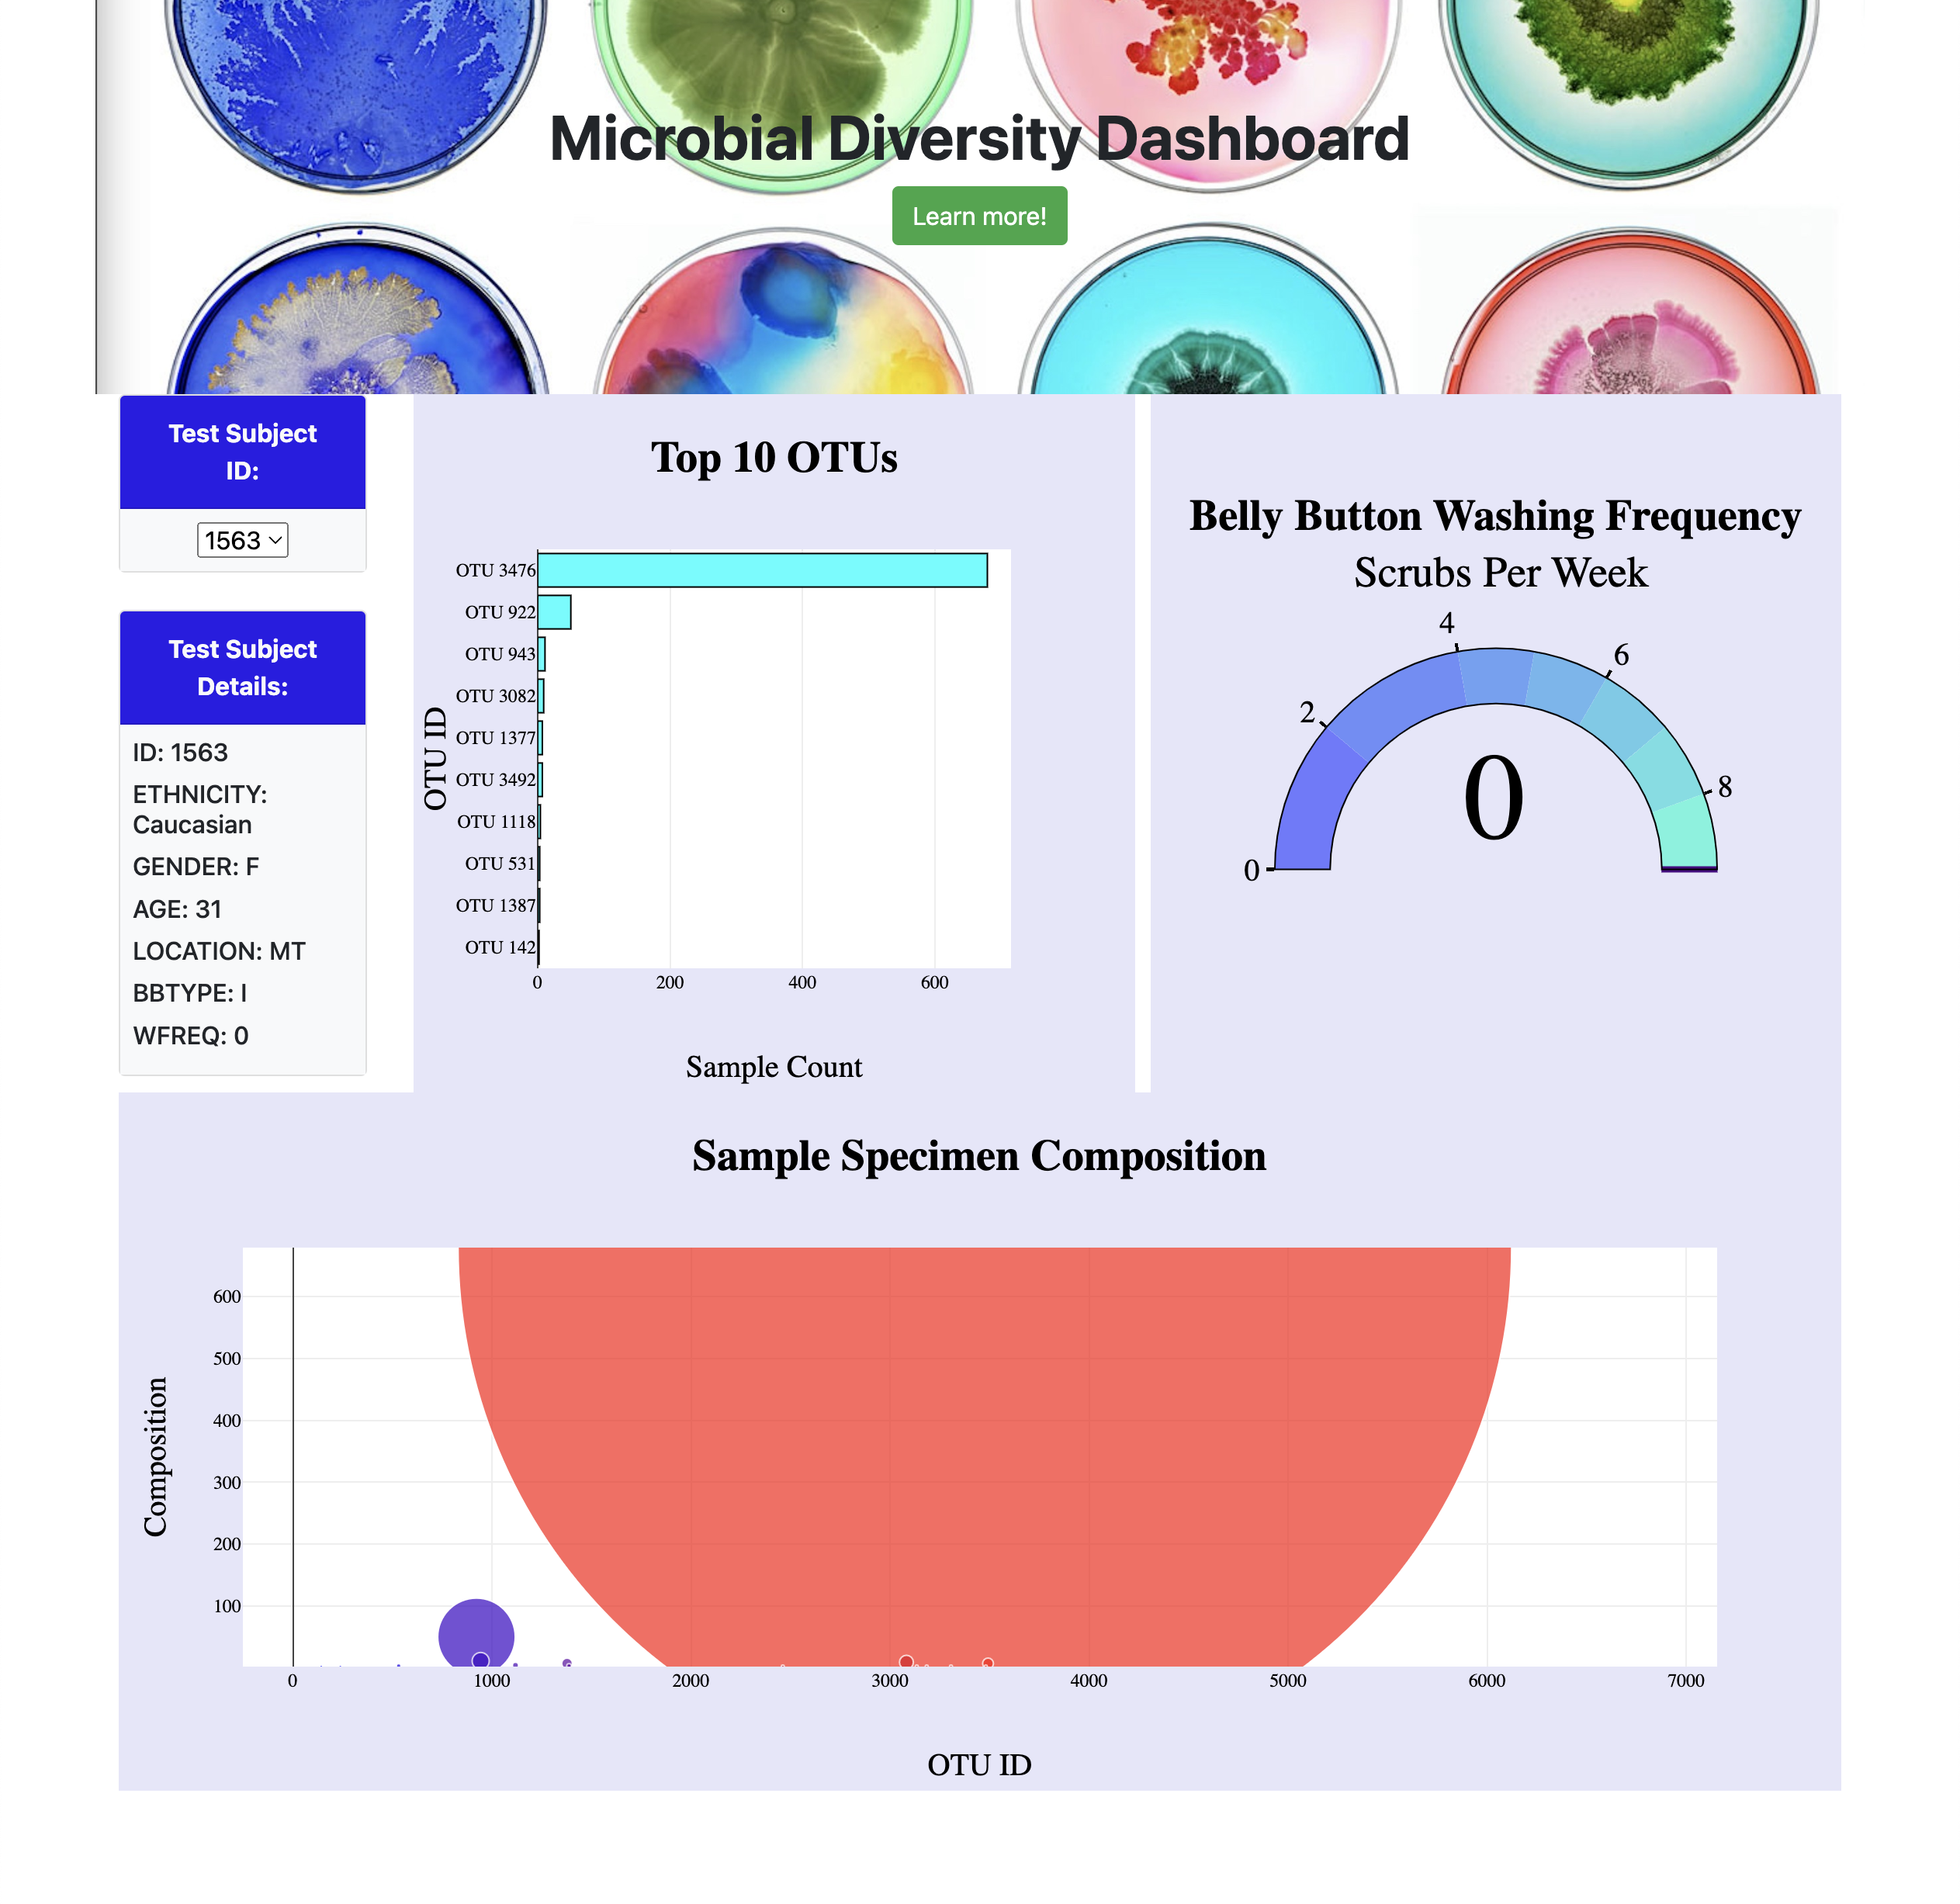 Microbial Diversity Dashboard
Learn more!
Test Subject
ID:
1563
Test Subject
Details:
ID: 1563
ETHNICITY:
Caucasian
GENDER: F
AGE: 31
LOCATION: MT
BBTYPE: I
WFREQ: 0
Top 10 OTUs
OTU ID
OTU 3476
OTU 922
OTU 943
OTU 3082
OTU 1377
OTU 3492
OTU 1118
OTU 531
OTU 1387
OTU 142
0 200 400 600
Sample Count
Belly Button Washing Frequency
Scrubs Per Week
0
2
4
6
8
0
Sample Specimen Composition
Composition
600
500
400
300
200
100
0 1000 2000 3000 4000 5000 6000 7000
OTU ID